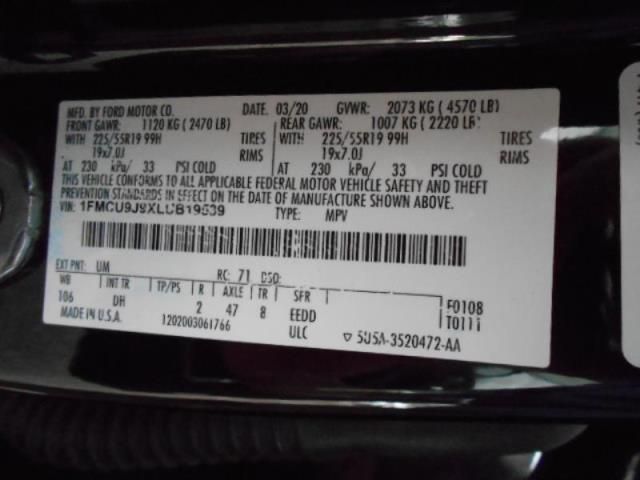 MFD. BY FORD MOTOR CO. DATE: 03/20 GVWR: 2073 KG ( 4570 LB)
FRONT GAWR: 1120 KG ( 2470 LB) REAR GAWR: 1007 KG ( 2220 LB)
WITH 225/55R19 99H TIRES WITH 225/55R19 99H TIRES
19x7.0J RIMS 19x7.0J RIMS
AT 230 kPa/ 33 PSI COLD AT 230 kPa/ 33 PSI COLD
THIS VEHICLE CONFORMS TO ALL APPLICABLE FEDERAL MOTOR VEHICLE SAFETY AND THEFT
PREVENTION STANDARDS IN EFFECT ON THE DATE OF MANUFACTURE SHOWN ABOVE.
VIN: TYPE: MPV
EXT PNT: UM RC: 71 DSO:
WB INT TR TP/PS R AXLE TR SFR
106 DH 2 47 8 EEDD F0108
MADE IN U.S.A. 1202003061766 ULC T0111
▽ 5U5A-3520472-AA